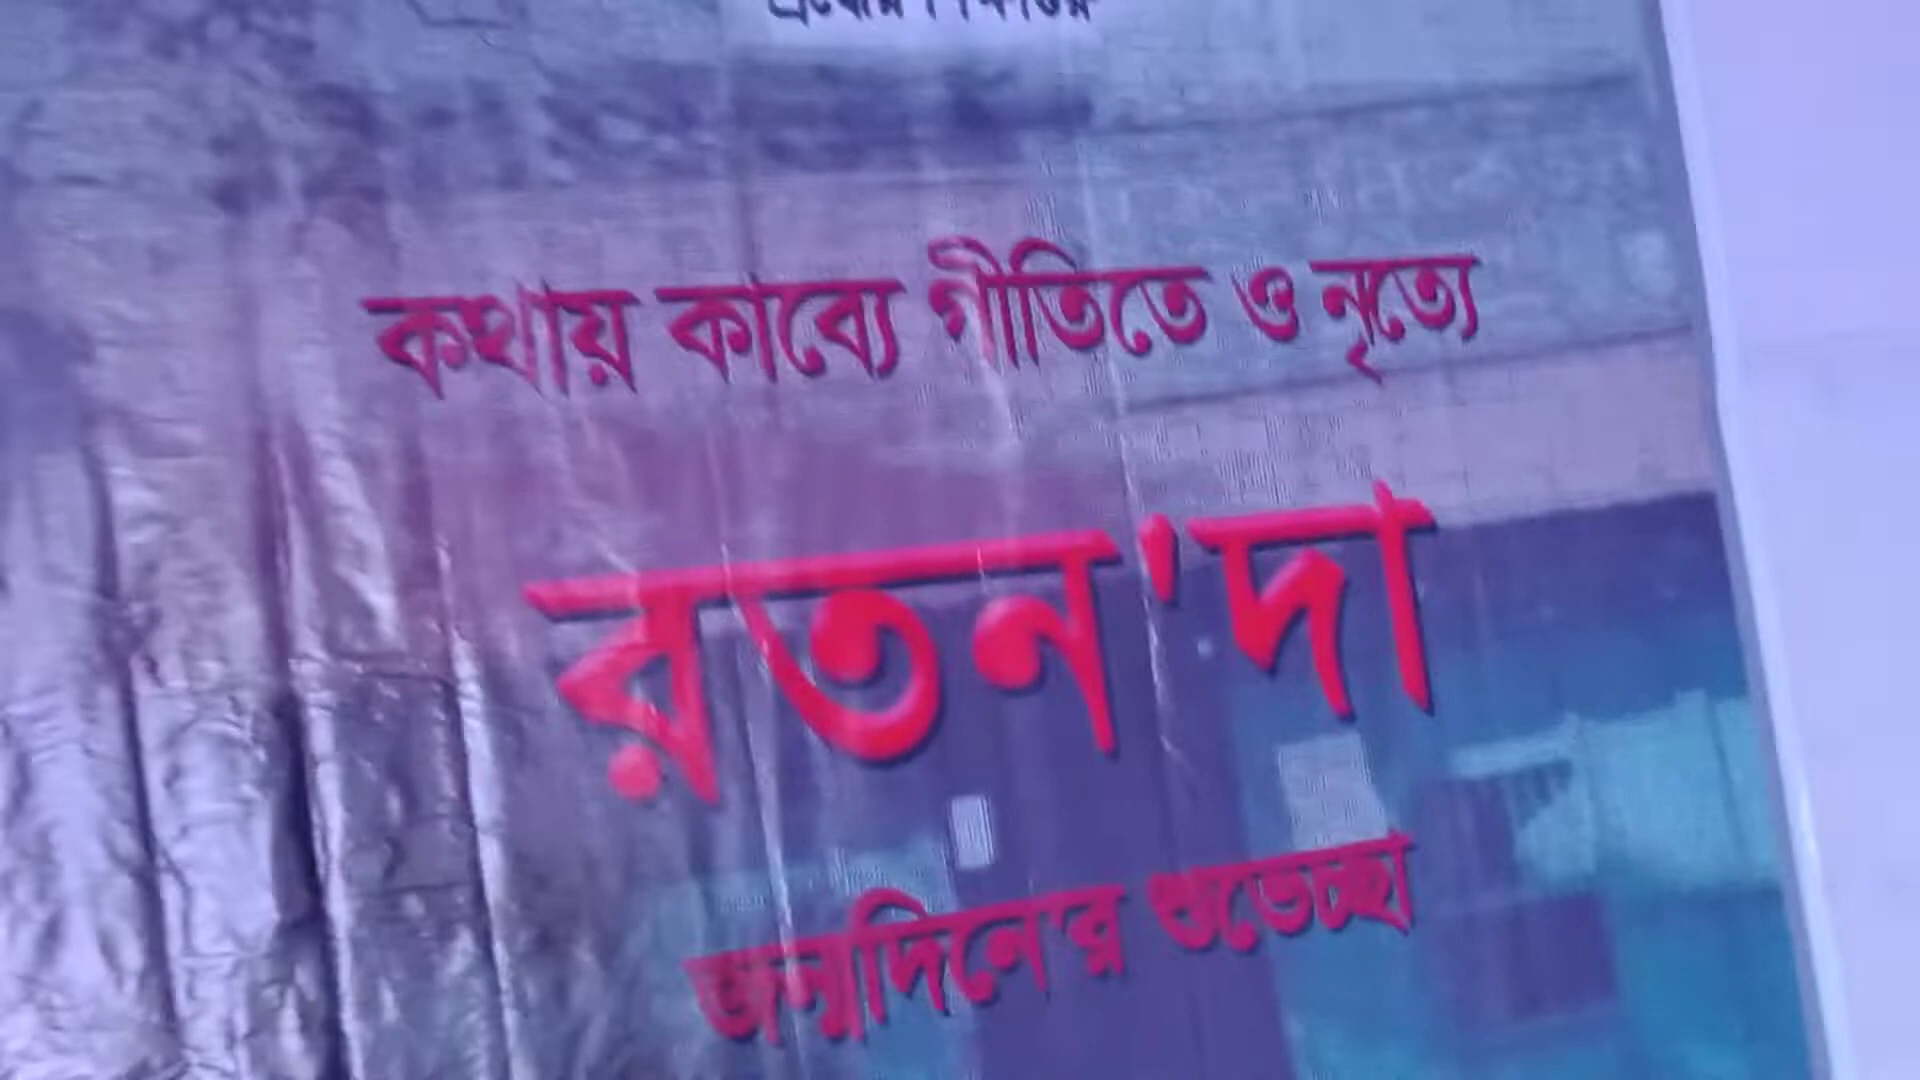 কথায় কাব্যে গীতিতে ও নৃত্যে
রতন'দা
জন্মদিনে'র শুভেচ্ছা